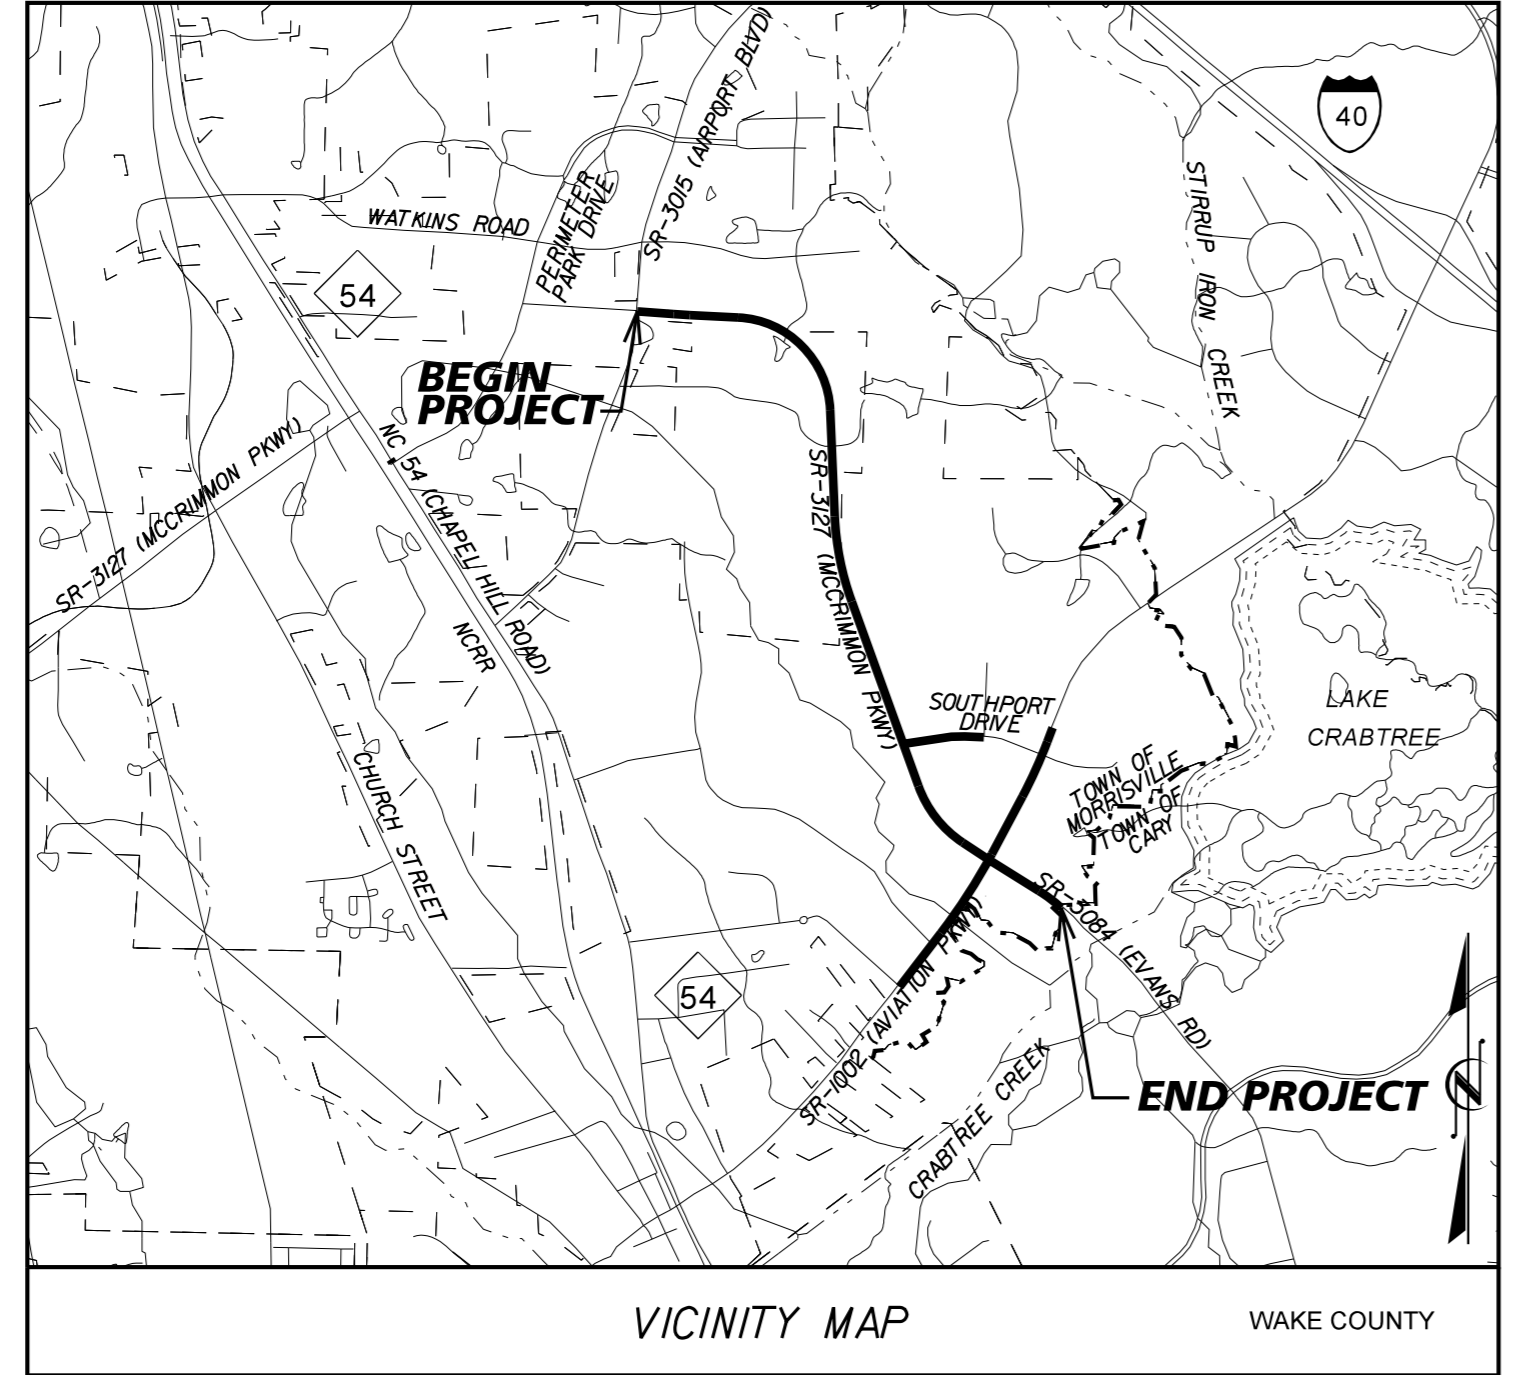 SR-3015 (AIRPORT BLVD)
40
STIRRUP IRON CREEK
PERIMETER
PARK DRIVE
WATKINS ROAD
54
BEGIN
PROJECT
SR-3127 (MCCRIMMON PKWY)
NC 54 (CHAPEL HILL ROAD)
NCRR
SR-3127 (MCCRIMMON PKWY)
SOUTHPORT
DRIVE
LAKE
CRABTREE
TOWN OF
MORRISVILLE
TOWN OF
CARY
CHURCH STREET
SR-3084 (EVANS RD)
54
SR-1002 (AVIATION PKWY)
CRABTREE CREEK
END PROJECT
N
VICINITY MAP
WAKE COUNTY